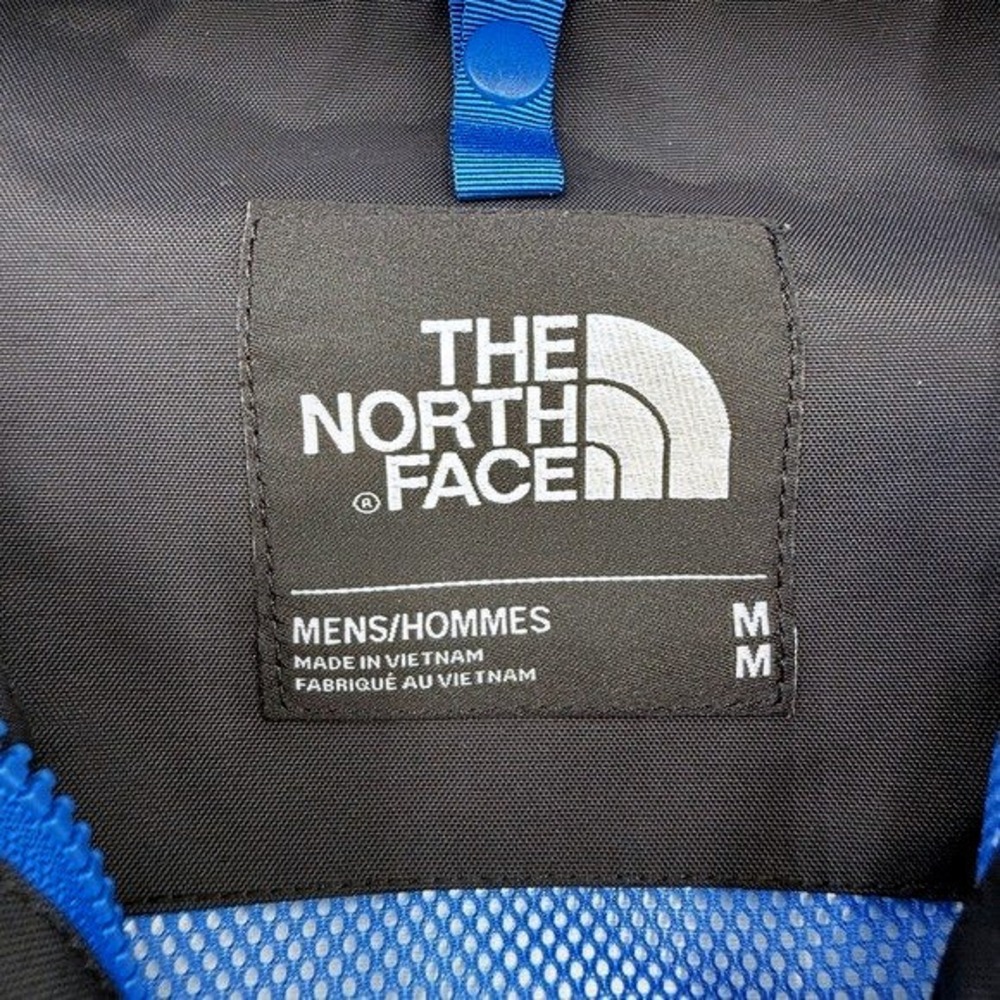 THE
NORTH
® FACE
MENS/HOMMES M
MADE IN VIETNAM M
FABRIQUÉ AU VIETNAM